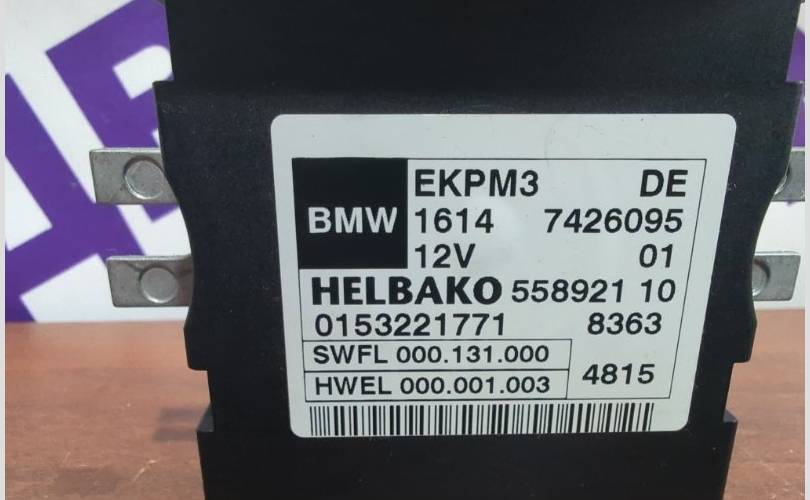 EKPM3 DE
BMW 1614 7426095
12V 01
HELBAKO 558921 10
0153221771 8363
SWFL 000.131.000
HWEL 000.001.003 4815